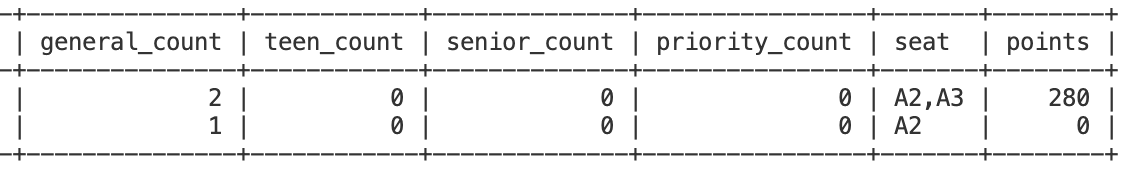 | general_count | teen_count | senior_count | priority_count | seat | points |
| 2 | 0 | 0 | 0 | A2,A3 | 280 |
| 1 | 0 | 0 | 0 | A2 | 0 |